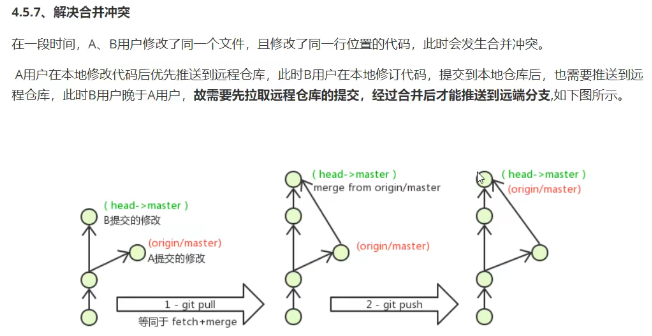 4.5.7、解决合并冲突
在一段时间，A、B用户修改了同一个文件，且修改了同一行位置的代码，此时会发生合并冲突。
A用户在本地修改代码后优先推送到远程仓库，此时B用户在本地修订代码，提交到本地仓库后，也需要推送到远
程仓库，此时B用户晚于A用户，故需要先拉取远程仓库的提交，经过合并后才能推送到远端分支,如下图所示。
( head->master )
B提交的修改
(origin/master)
A提交的修改
1 - git pull
等同于 fetch+merge
( head->master )
merge from origin/master
(origin/master)
2 - git push
( head->master )
(origin/master)